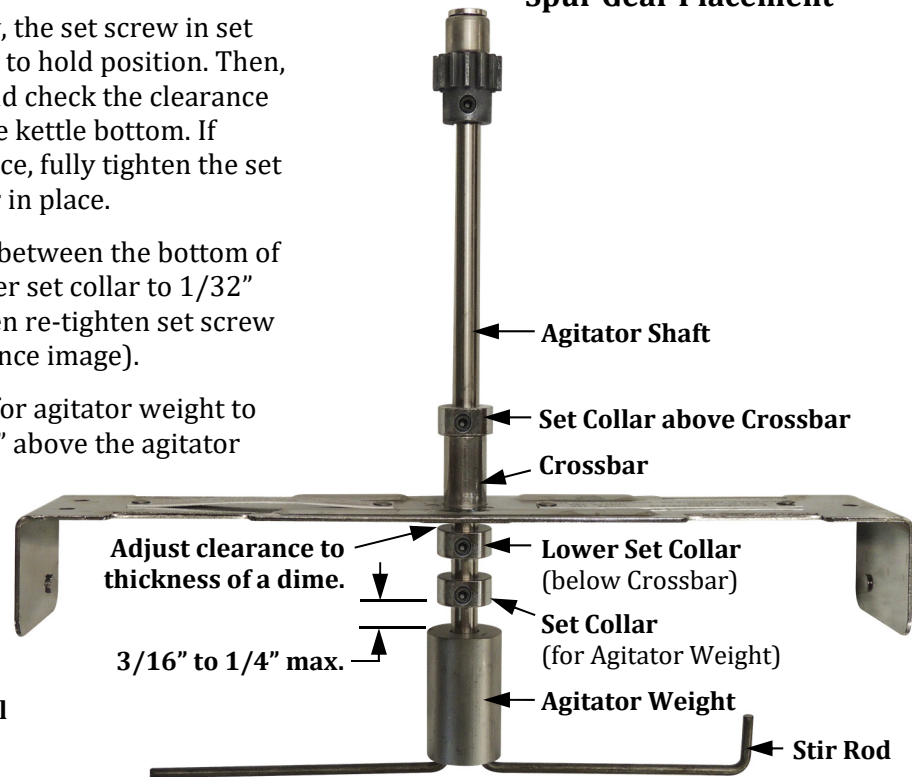 Spur Gear Placement
, the set screw in set
to hold position. Then,
d check the clearance
e kettle bottom. If
ce, fully tighten the set
r in place.
between the bottom of
er set collar to 1/32”
en re-tighten set screw
nce image).
for agitator weight to
” above the agitator
Agitator Shaft
Set Collar above Crossbar
Crossbar
Adjust clearance to
thickness of a dime.
Lower Set Collar
(below Crossbar)
Set Collar
(for Agitator Weight)
3/16” to 1/4” max.
Agitator Weight
l
Stir Rod